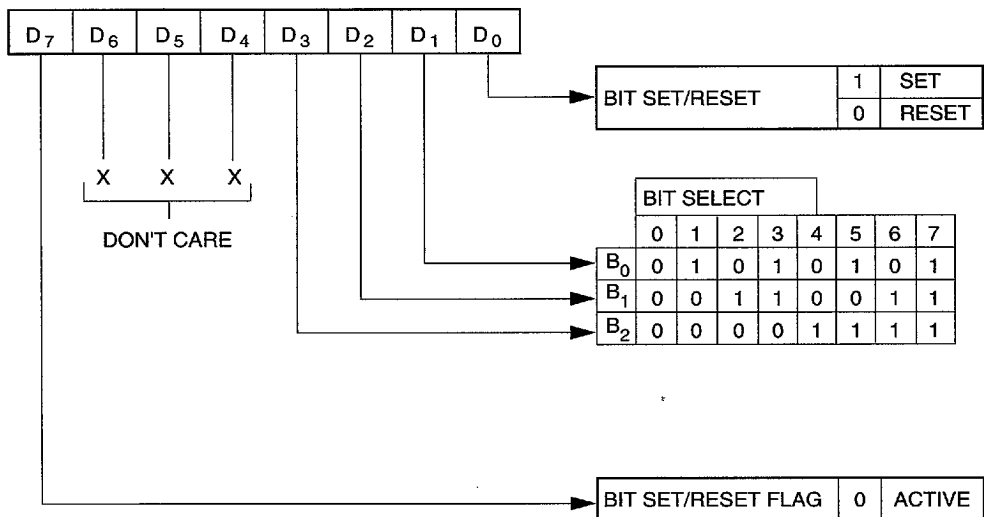 D7 D6 D5 D4 D3 D2 D1 D0
BIT SET/RESET 1 SET
0 RESET
X X X
DON'T CARE
BIT SELECT
0 1 2 3 4 5 6 7
B0 0 1 0 1 0 1 0 1
B1 0 0 1 1 0 0 1 1
B2 0 0 0 0 1 1 1 1
BIT SET/RESET FLAG 0 ACTIVE